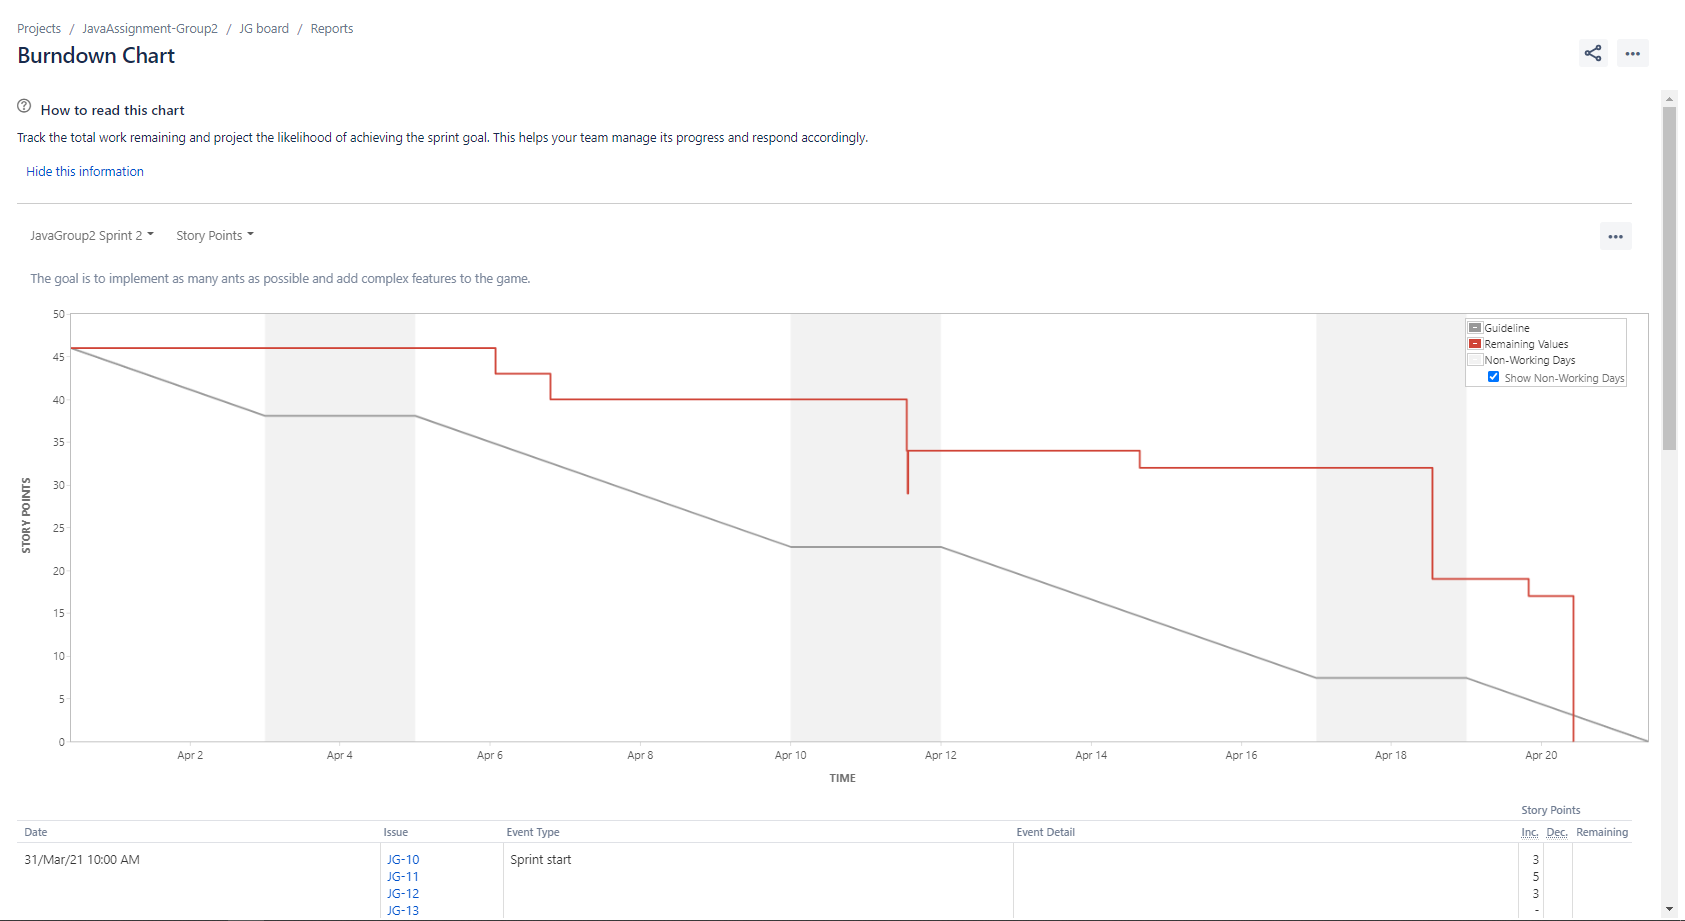 Projects / JavaAssignment-Group2 / JG board / Reports
Burndown Chart
How to read this chart
Track the total work remaining and project the likelihood of achieving the sprint goal. This helps your team manage its progress and respond accordingly.
Hide this information
JavaGroup2 Sprint 2 Story Points
The goal is to implement as many ants as possible and add complex features to the game.
50
45
40
35
30
25
20
15
10
5
0
STORY POINTS
Guideline
Remaining Values
Non-Working Days
Show Non-Working Days
Apr 2 Apr 4 Apr 6 Apr 8 Apr 10 Apr 12 Apr 14 Apr 16 Apr 18 Apr 20
TIME
Story Points
Date Issue Event Type Event Detail Inc. Dec. Remaining
31/Mar/21 10:00 AM JG-10 Sprint start 3
JG-11 5
JG-12 3
JG-13 -